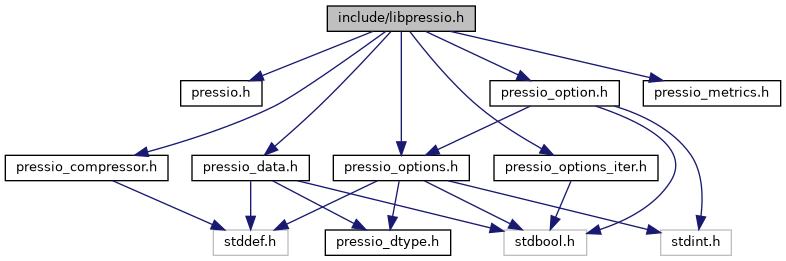 include/libpressio.h
pressio.h
pressio_option.h
pressio_metrics.h
pressio_compressor.h
pressio_data.h
pressio_options.h
pressio_options_iter.h
stddef.h
pressio_dtype.h
stdbool.h
stdint.h